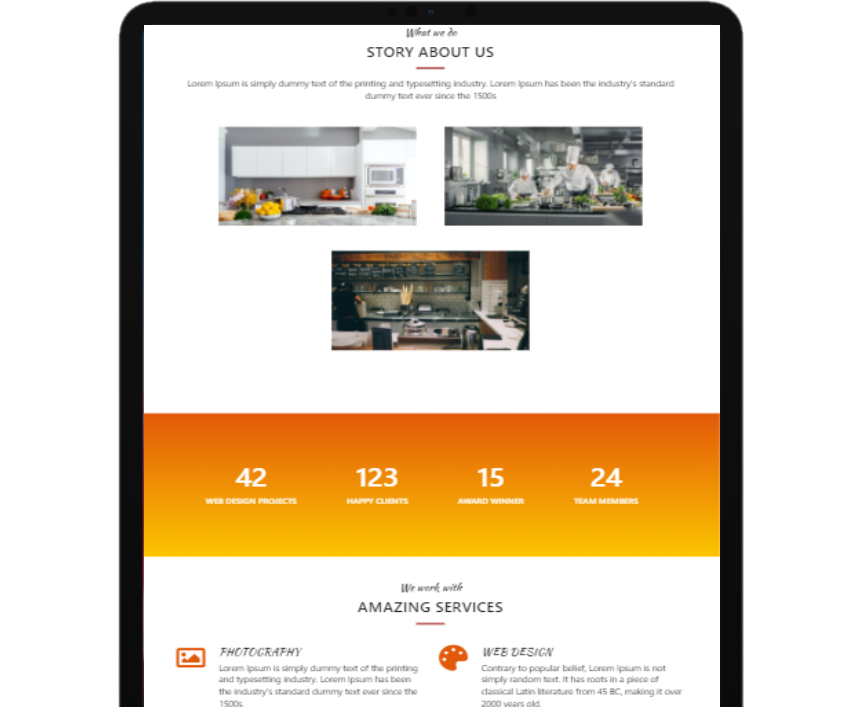 What we do
STORY ABOUT US
Lorem Ipsum is simply dummy text of the printing and typesetting industry. Lorem Ipsum has been the industry's standard
dummy text ever since the 1500s
42
WEB DESIGN PROJECTS
123
HAPPY CLIENTS
15
AWARD WINNER
24
TEAM MEMBERS
We work with
AMAZING SERVICES
PHOTOGRAPHY
Lorem Ipsum is simply dummy text of the printing
and typesetting industry. Lorem Ipsum has been
the industry's standard dummy text ever since the
1500s.
WEB DESIGN
Contrary to popular belief, Lorem Ipsum is not
simply random text. It has roots in a piece of
classical Latin literature from 45 BC, making it over
2000 years old.